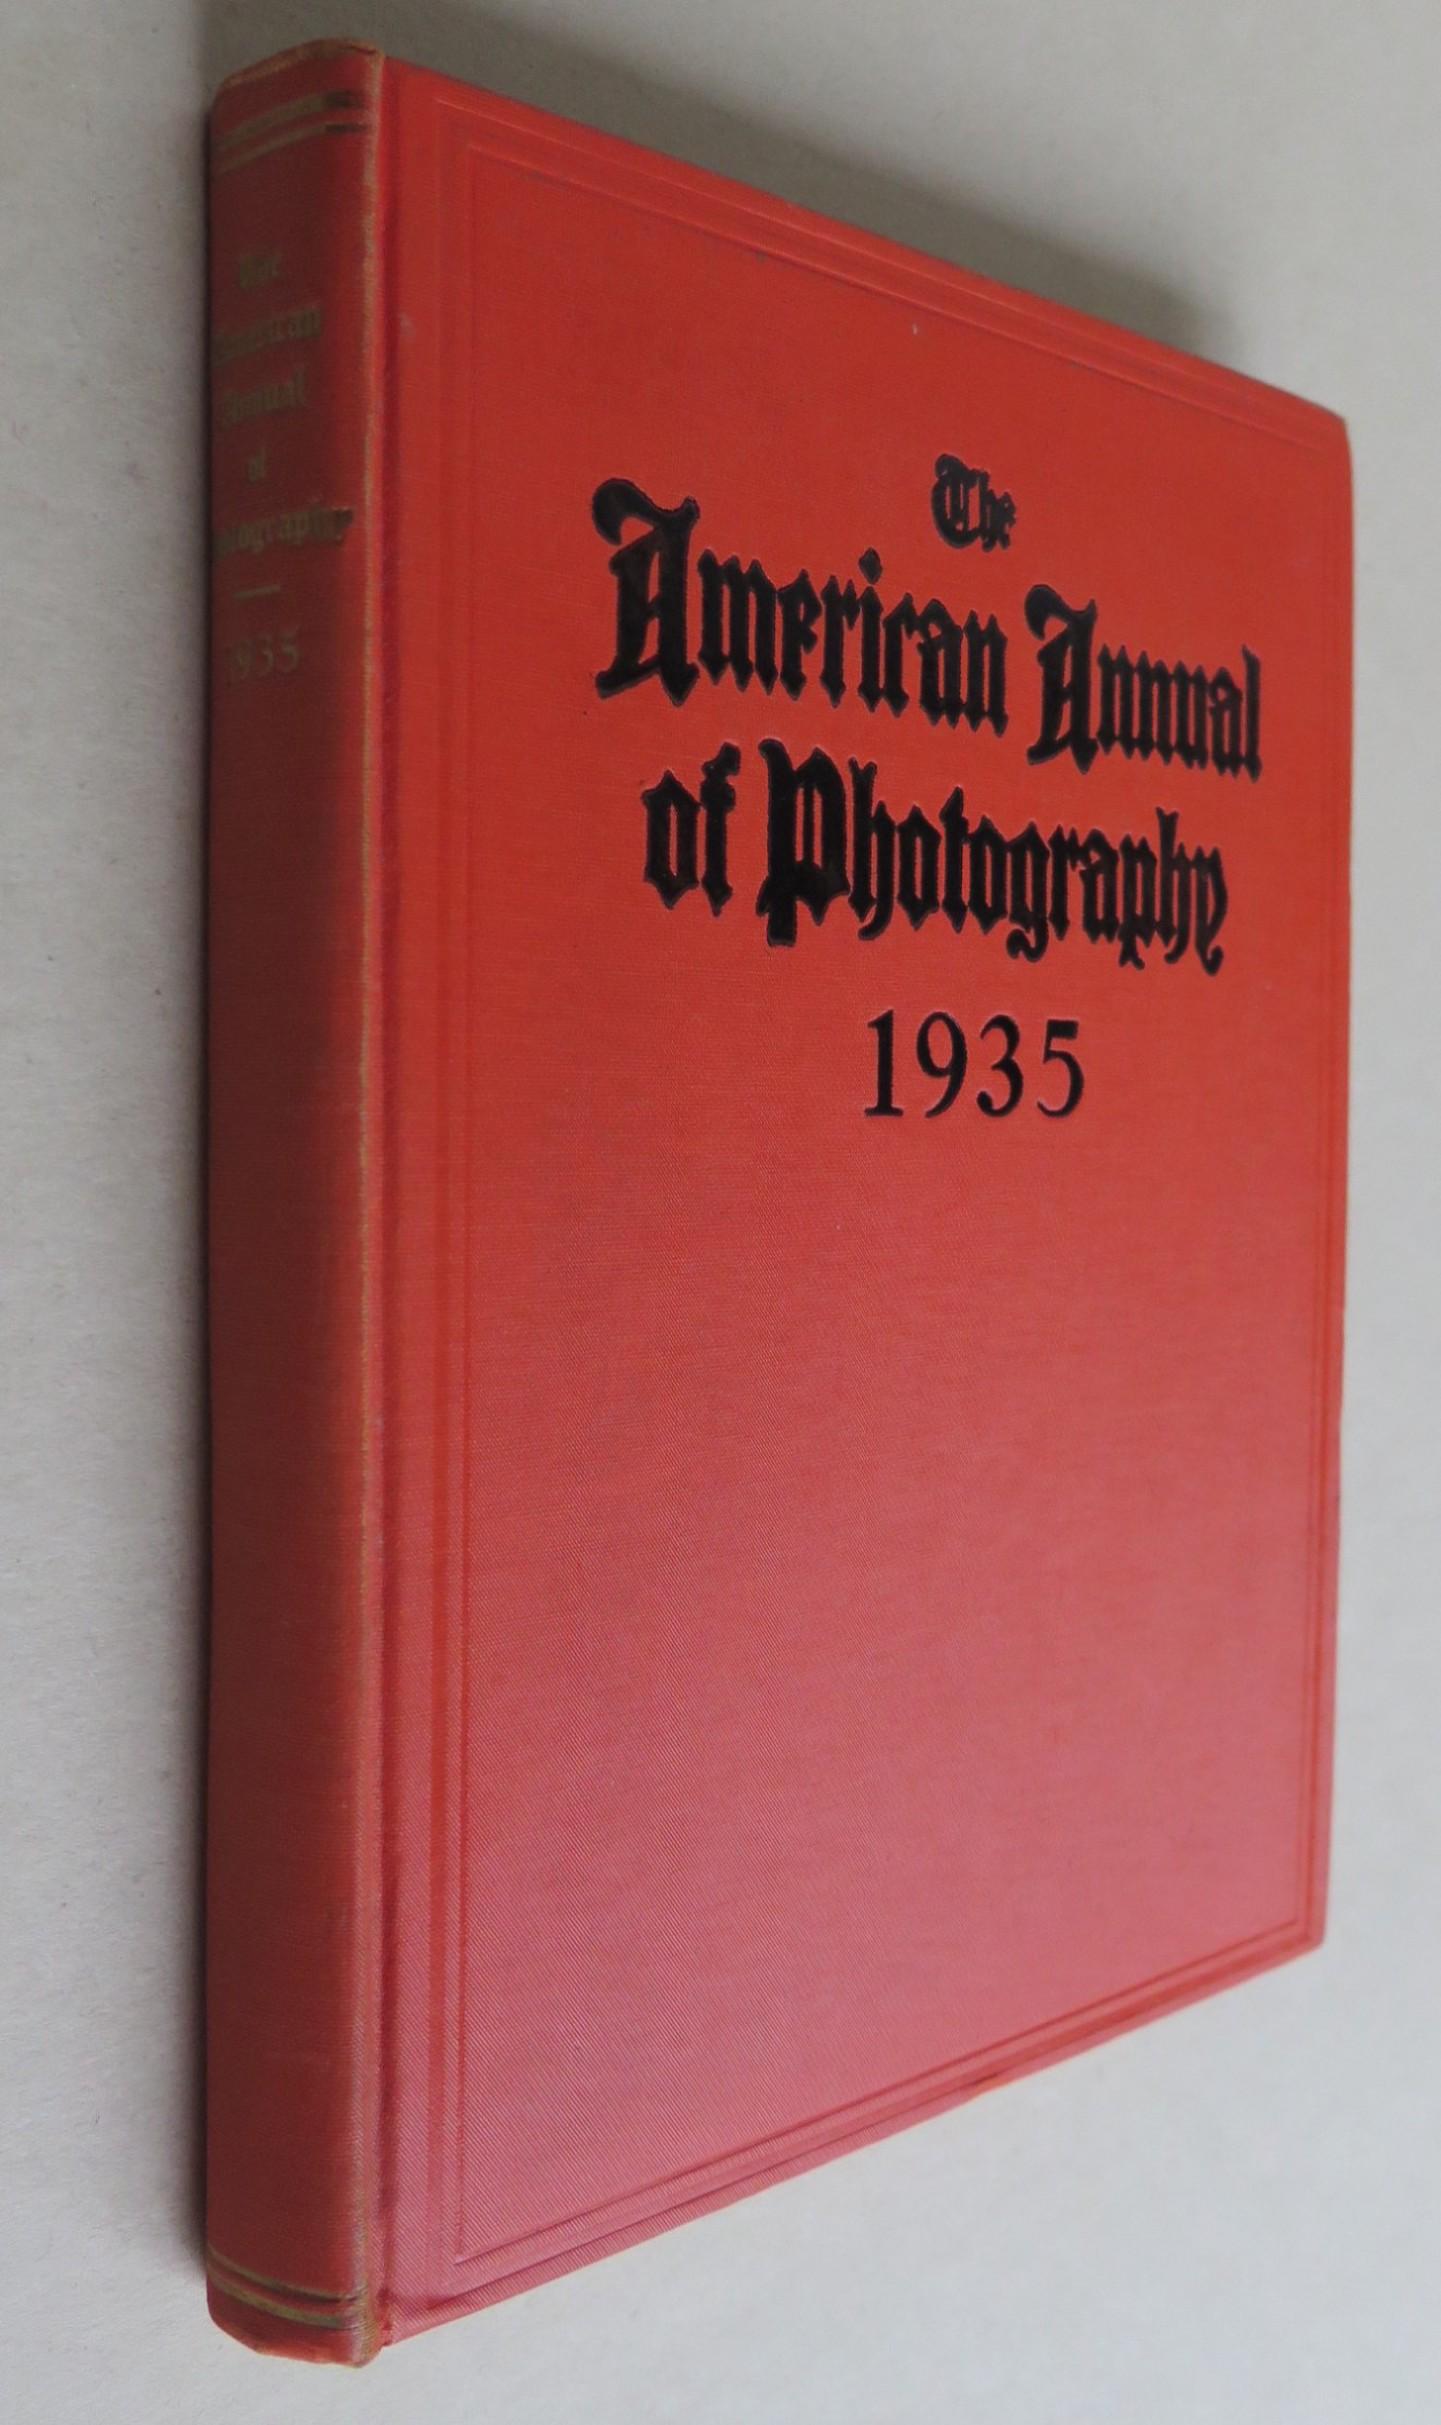 The
American
Annual
of
Photography
1935
The
American Annual
of Photography
1935